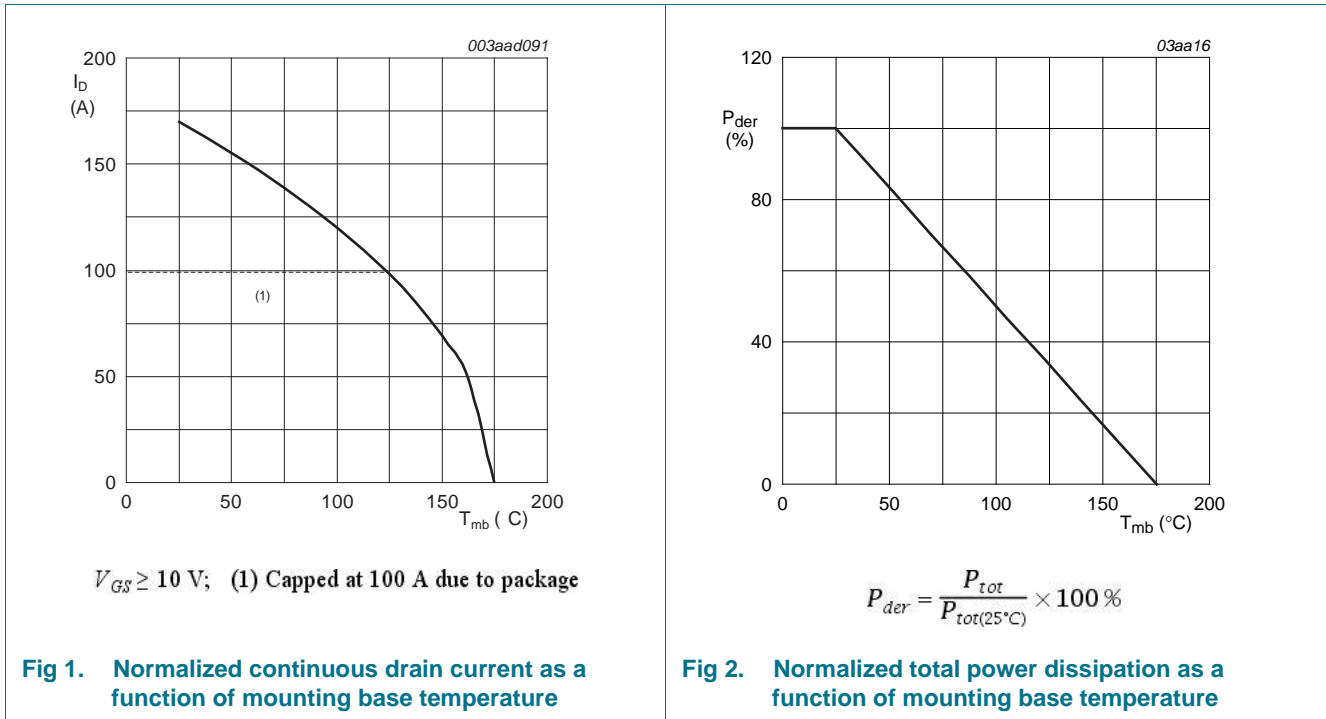 003aad091
200
I_D
(A)
150
100
(1)
50
0
0
50
100
150
200
T_mb ( C)
V_GS ≥ 10 V; (1) Capped at 100 A due to package
Fig 1. Normalized continuous drain current as a
function of mounting base temperature
03aa16
120
P_der
(%)
80
40
0
0
50
100
150
200
T_mb (°C)
P_der = P_tot / P_tot(25°C) × 100 %
Fig 2. Normalized total power dissipation as a
function of mounting base temperature